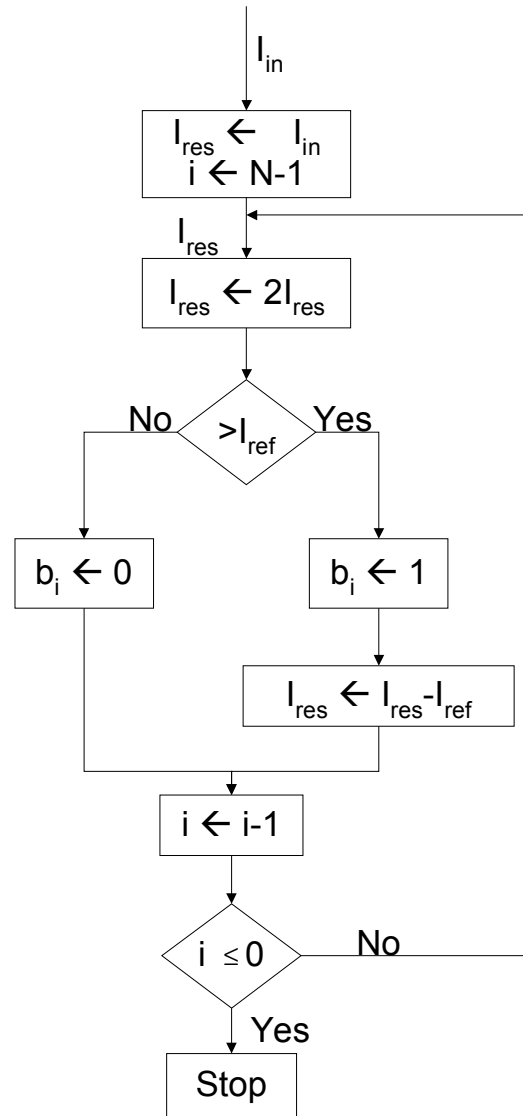 I_in
I_res ← I_in
i ← N-1
I_res
I_res ← 2I_res
No
>I_ref
Yes
b_i ← 0
b_i ← 1
I_res ← I_res-I_ref
i ← i-1
i ≤ 0
No
Yes
Stop